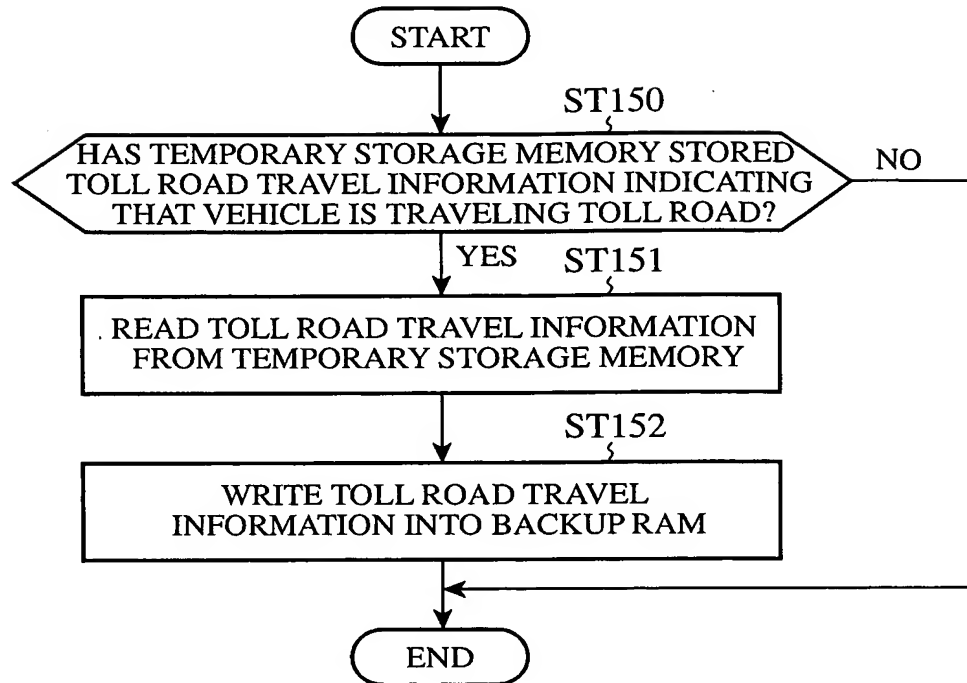 START
ST150
HAS TEMPORARY STORAGE MEMORY STORED
TOLL ROAD TRAVEL INFORMATION INDICATING
THAT VEHICLE IS TRAVELING TOLL ROAD?
NO
YES
ST151
READ TOLL ROAD TRAVEL INFORMATION
FROM TEMPORARY STORAGE MEMORY
ST152
WRITE TOLL ROAD TRAVEL
INFORMATION INTO BACKUP RAM
END